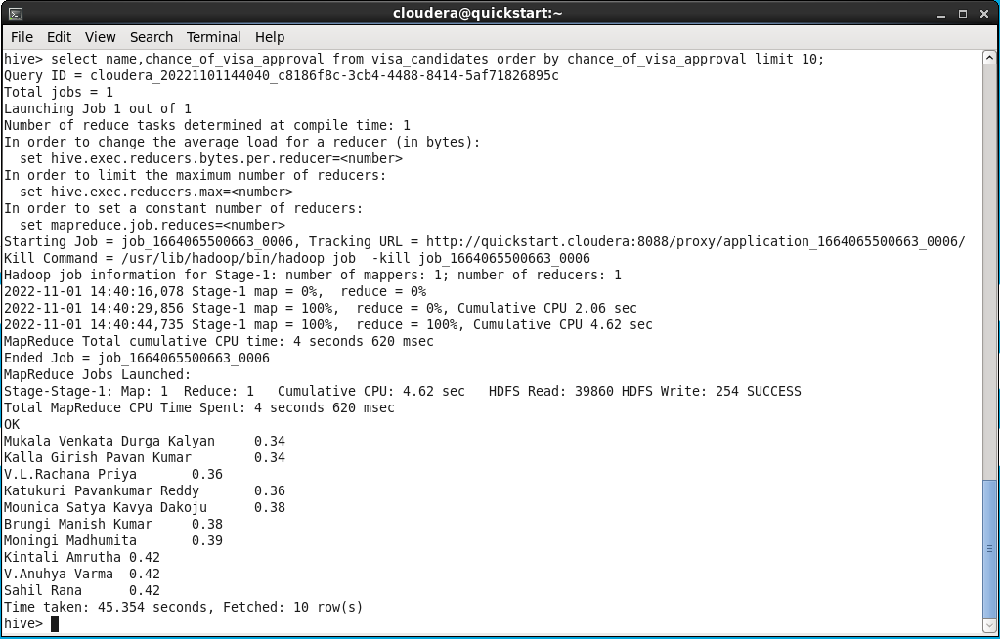 cloudera@quickstart:~
File Edit View Search Terminal Help
hive> select name,chance_of_visa_approval from visa_candidates order by chance_of_visa_approval limit 10;
Query ID = cloudera_20221101144040_c8186f8c-3cb4-4488-8414-5af71826895c
Total jobs = 1
Launching Job 1 out of 1
Number of reduce tasks determined at compile time: 1
In order to change the average load for a reducer (in bytes):
  set hive.exec.reducers.bytes.per.reducer=<number>
In order to limit the maximum number of reducers:
  set hive.exec.reducers.max=<number>
In order to set a constant number of reducers:
  set mapreduce.job.reduces=<number>
Starting Job = job_1664065500663_0006, Tracking URL = http://quickstart.cloudera:8088/proxy/application_1664065500663_0006/
Kill Command = /usr/lib/hadoop/bin/hadoop job  -kill job_1664065500663_0006
Hadoop job information for Stage-1: number of mappers: 1; number of reducers: 1
2022-11-01 14:40:16,078 Stage-1 map = 0%,  reduce = 0%
2022-11-01 14:40:29,856 Stage-1 map = 100%,  reduce = 0%, Cumulative CPU 2.06 sec
2022-11-01 14:40:44,735 Stage-1 map = 100%,  reduce = 100%, Cumulative CPU 4.62 sec
MapReduce Total cumulative CPU time: 4 seconds 620 msec
Ended Job = job_1664065500663_0006
MapReduce Jobs Launched:
Stage-Stage-1: Map: 1  Reduce: 1   Cumulative CPU: 4.62 sec   HDFS Read: 39860 HDFS Write: 254 SUCCESS
Total MapReduce CPU Time Spent: 4 seconds 620 msec
OK
Mukala Venkata Durga Kalyan     0.34
Kalla Girish Pavan Kumar        0.34
V.L.Rachana Priya       0.36
Katukuri Pavankumar Reddy       0.36
Mounica Satya Kavya Dakoju      0.38
Brungi Manish Kumar     0.38
Moningi Madhumita       0.39
Kintali Amrutha 0.42
V.Anuhya Varma  0.42
Sahil Rana      0.42
Time taken: 45.354 seconds, Fetched: 10 row(s)
hive>